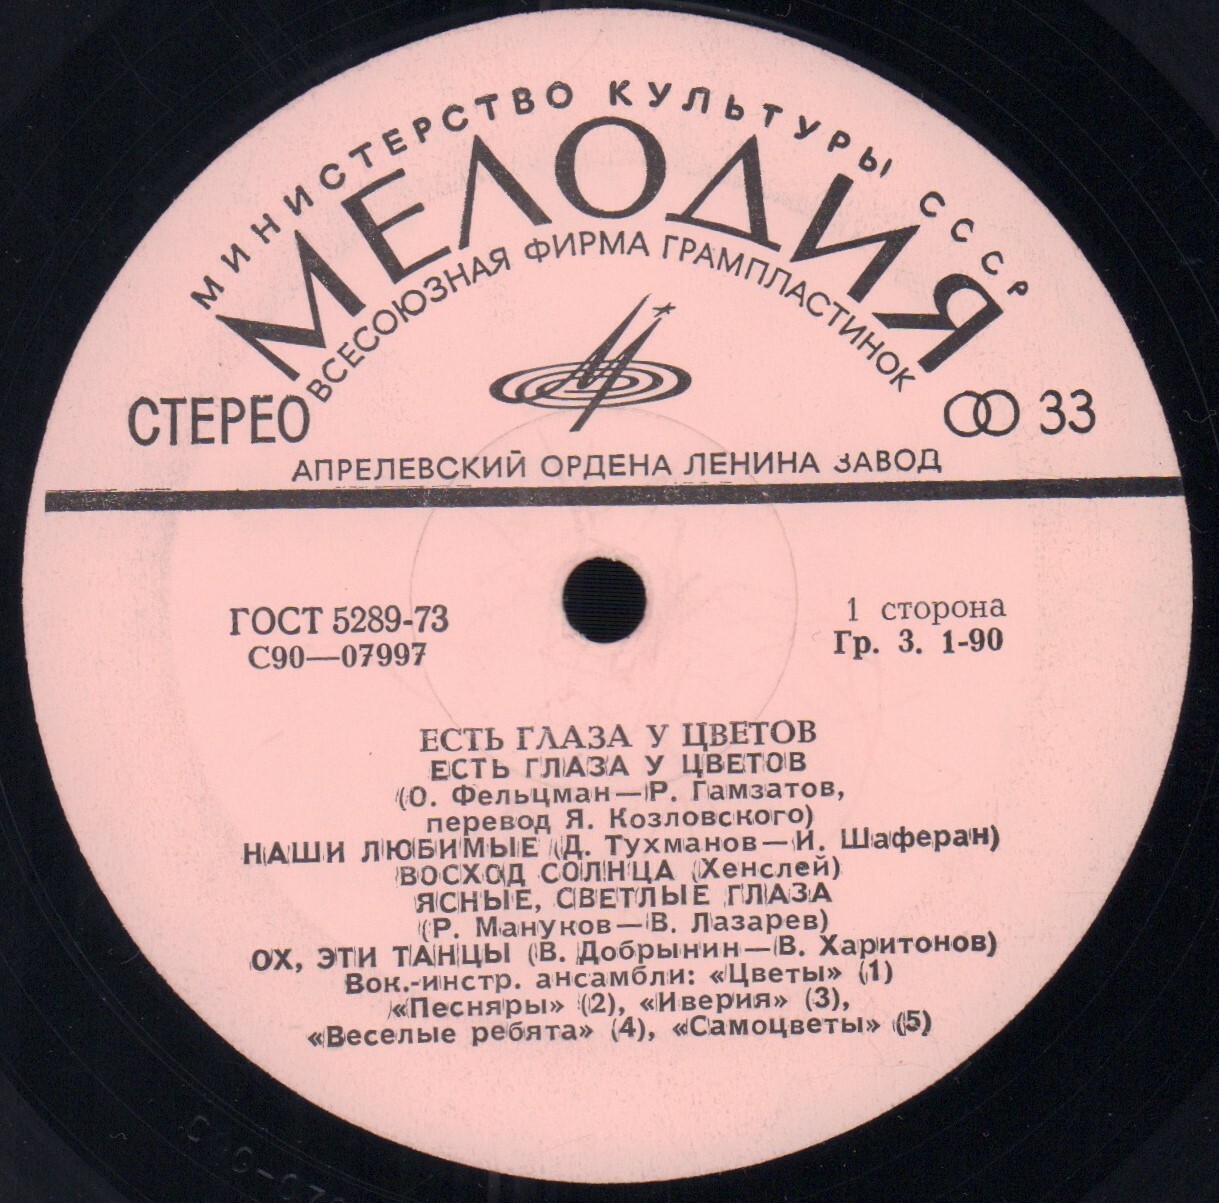 МИНИСТЕРСТВО КУЛЬТУРЫ СССР
МЕЛОДИЯ
ВСЕСОЮЗНАЯ ФИРМА ГРАМПЛАСТИНОК
СТЕРЕО
33
АПРЕЛЕВСКИЙ ОРДЕНА ЛЕНИНА ЗАВОД
ГОСТ 5289-73
1 сторона
С90—07997
Гр. 3. 1-90
ЕСТЬ ГЛАЗА У ЦВЕТОВ
ЕСТЬ ГЛАЗА У ЦВЕТОВ
(О. Фельцман—Р. Гамзатов,
перевод Я. Козловского)
НАШИ ЛЮБИМЫЕ (Д. Тухманов—И. Шаферан)
ВОСХОД СОЛНЦА (Хенслей)
ЯСНЫЕ, СВЕТЛЫЕ ГЛАЗА
(Р. Мануков—В. Лазарев)
ОХ, ЭТИ ТАНЦЫ (В. Добрынин—В. Харитонов)
Вок.-инстр. ансамбли: «Цветы» (1)
«Песняры» (2), «Иверия» (3),
«Веселые ребята» (4), «Самоцветы» (5)